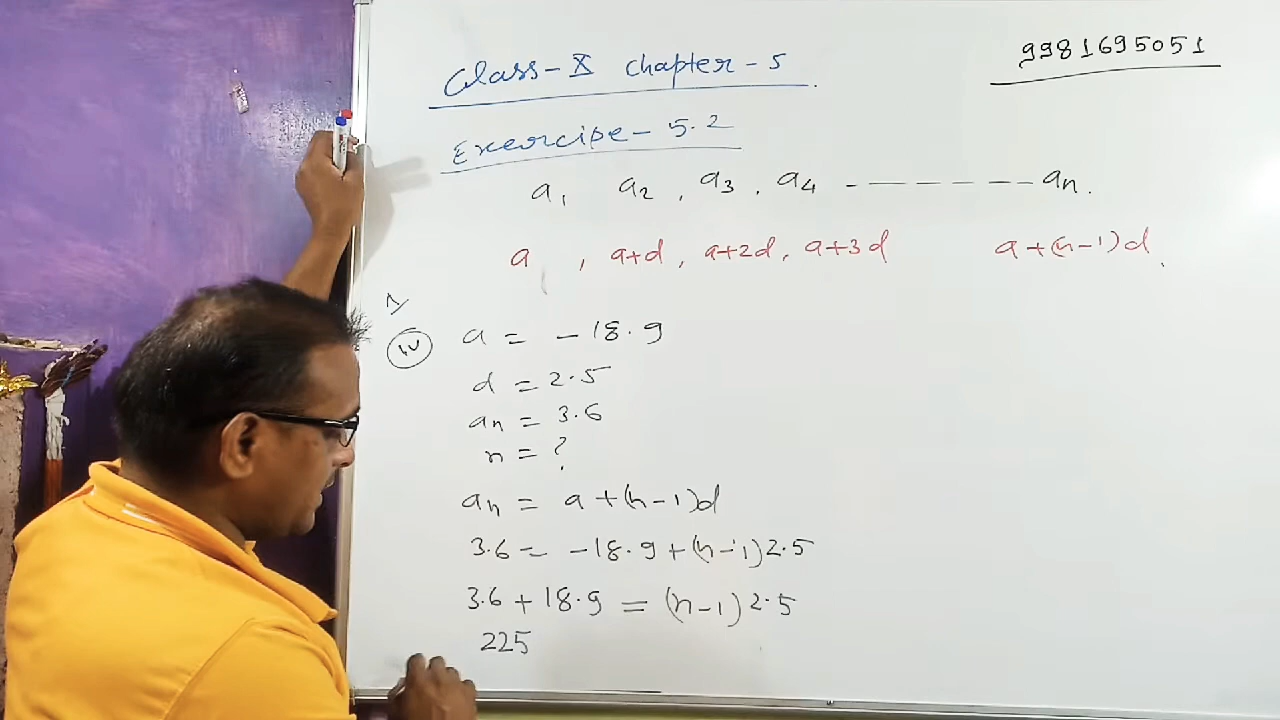 Class-X chapter-5
9981695051
Exercise-5.2
a1 a2, a3, a4 ------- an.
a, a+d, a+2d, a+3d a+(n-1)d
1)
(iv) a = -18.9
d = 2.5
an = 3.6
n = ?
an = a+(n-1)d
3.6 = -18.9+(n-1)2.5
3.6+18.9 = (n-1)2.5
225